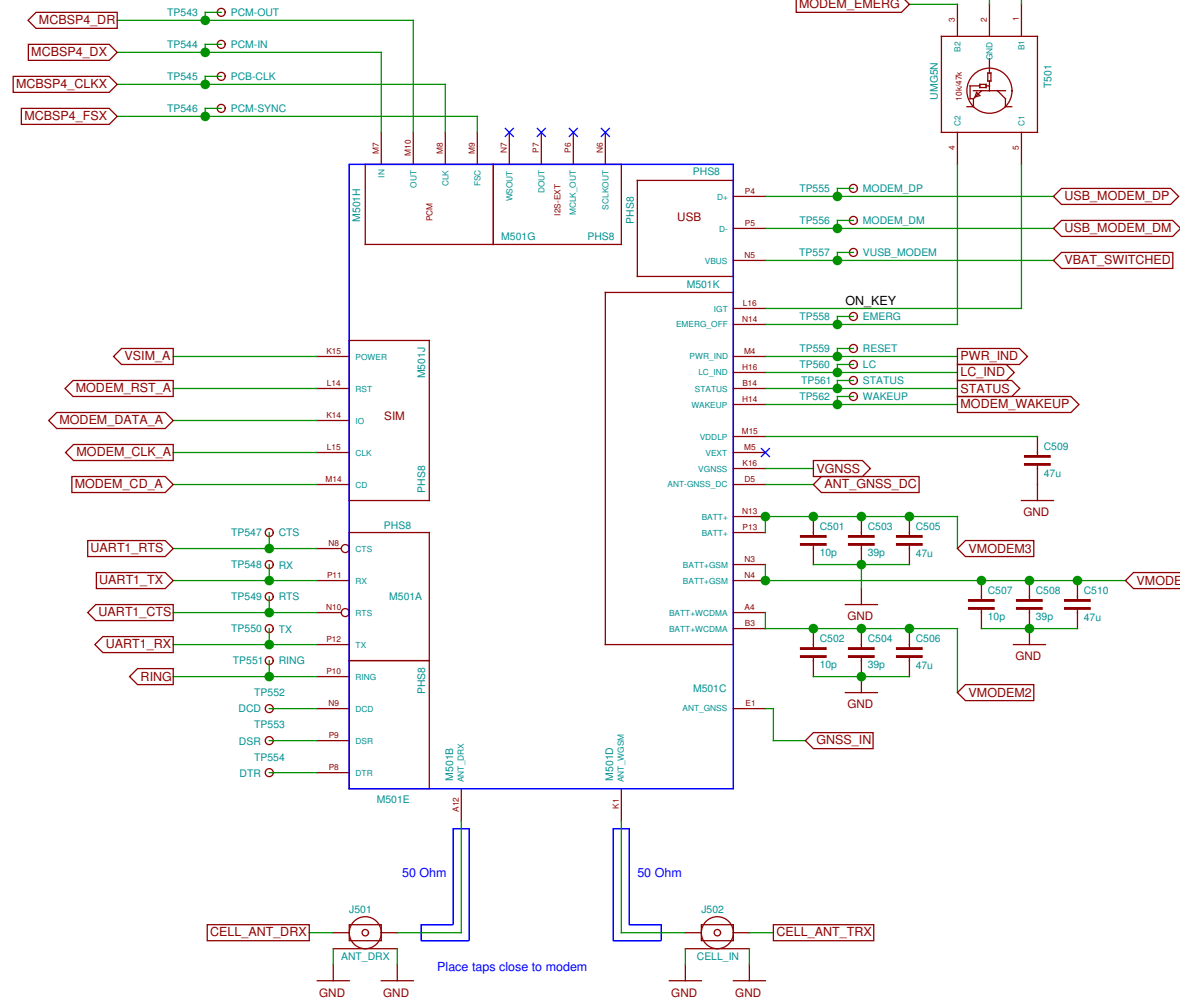 MODEM_EMERG
MCBSP4_DR TP543 PCM-OUT
MCBSP4_DX TP544 PCM-IN
MCBSP4_CLKX TP545 PCB-CLK
MCBSP4_FSX TP546 PCM-SYNC
3 2 1
B2 GND B1
UMG5N 10k/47k T501
C2 C1
4 5
M7 M10 M8 M9 N7 P7 P6 N6
IN OUT CLK FSC WSOUT DOUT MCLK_OUT SCLKOUT
M501H PCM I2S-EXT
M501G PHS8
PHS8
PHS8 USB
D+ P4 TP555 MODEM_DP USB_MODEM_DP
D- P5 TP556 MODEM_DM USB_MODEM_DM
VBUS N5 TP557 VUSB_MODEM VBAT_SWITCHED
M501K
IGT L16 ON_KEY
EMERG_OFF N14 TP558 EMERG
PWR_IND M4 TP559 RESET PWR_IND
LC_IND H16 TP560 LC LC_IND
STATUS B14 TP561 STATUS STATUS
WAKEUP H14 TP562 WAKEUP MODEM_WAKEUP
VDDLP M15 C509 47u GND
VEXT M5
VGNSS K16 VGNSS
ANT-GNSS_DC D5 ANT_GNSS_DC
VSIM_A K15 POWER M501J
MODEM_RST_A L14 RST
MODEM_DATA_A K14 IO SIM
MODEM_CLK_A L15 CLK
MODEM_CD_A M14 CD PHS8
BATT+ N13
BATT+ P13
C501 C503 C505
10p 39p 47u
VMODEM3
GND
BATT+GSM N3
BATT+GSM N4 VMODE
C507 C508 C510
10p 39p 47u
GND
BATT+WCDMA A4
BATT+WCDMA B3
C502 C504 C506
10p 39p 47u
VMODEM2
GND
PHS8
TP547 CTS
UART1_RTS N8 CTS
TP548 RX
UART1_TX P11 RX
M501A
TP549 RTS
UART1_CTS N10 RTS
TP550 TX
UART1_RX P12 TX
TP551 RING
RING P10 RING
PHS8
TP552
DCD N9 DCD
TP553
DSR P9 DSR
TP554
DTR P8 DTR
M501E
M501C
ANT_GNSS E1
GNSS_IN
M501B ANT_DRX
M501D ANT_WGSM
A12 K1
50 Ohm 50 Ohm
J501 J502
CELL_ANT_DRX CELL_ANT_TRX
ANT_DRX CELL_IN
Place taps close to modem
GND GND GND GND